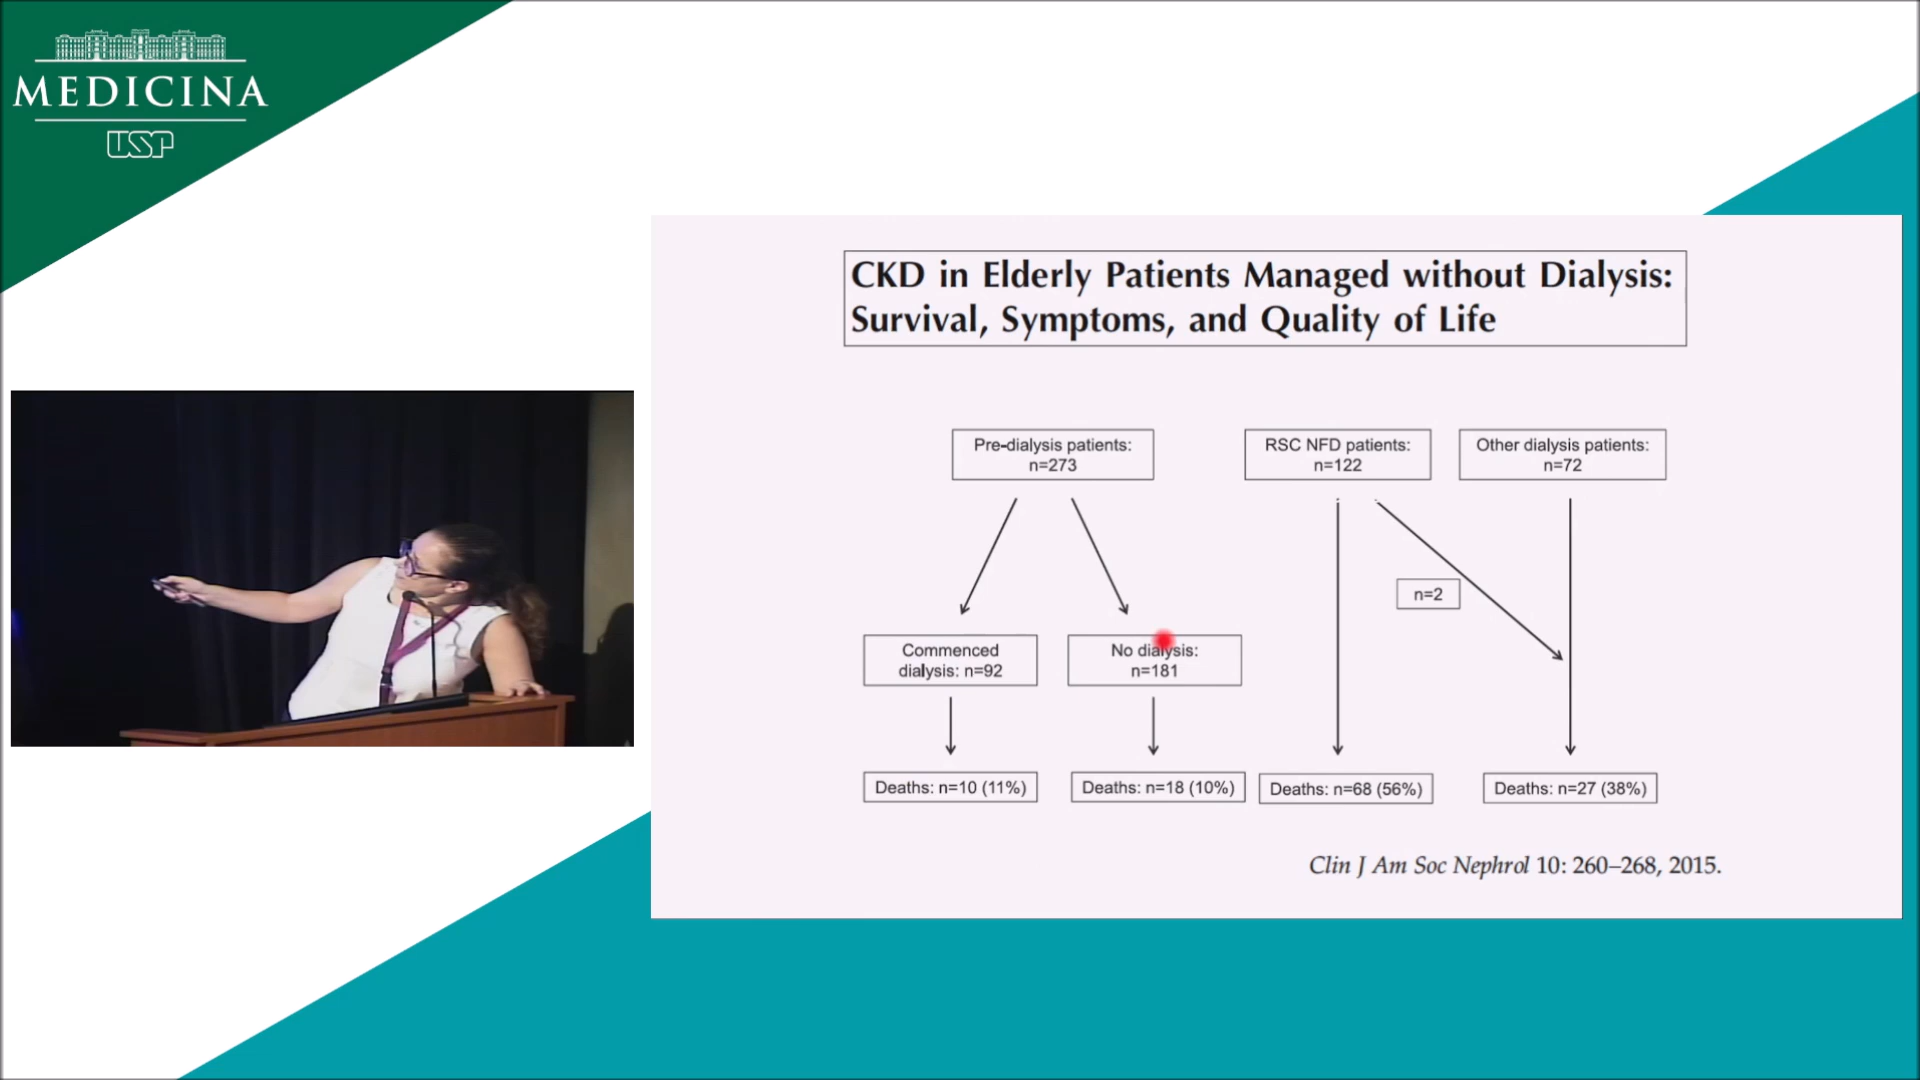 MEDICINA
USP
CKD in Elderly Patients Managed without Dialysis:
Survival, Symptoms, and Quality of Life
Pre-dialysis patients:
n=273
RSC NFD patients:
n=122
Other dialysis patients:
n=72
n=2
Commenced
dialysis: n=92
No dialysis:
n=181
Deaths: n=10 (11%)
Deaths: n=18 (10%)
Deaths: n=68 (56%)
Deaths: n=27 (38%)
Clin J Am Soc Nephrol 10: 260–268, 2015.